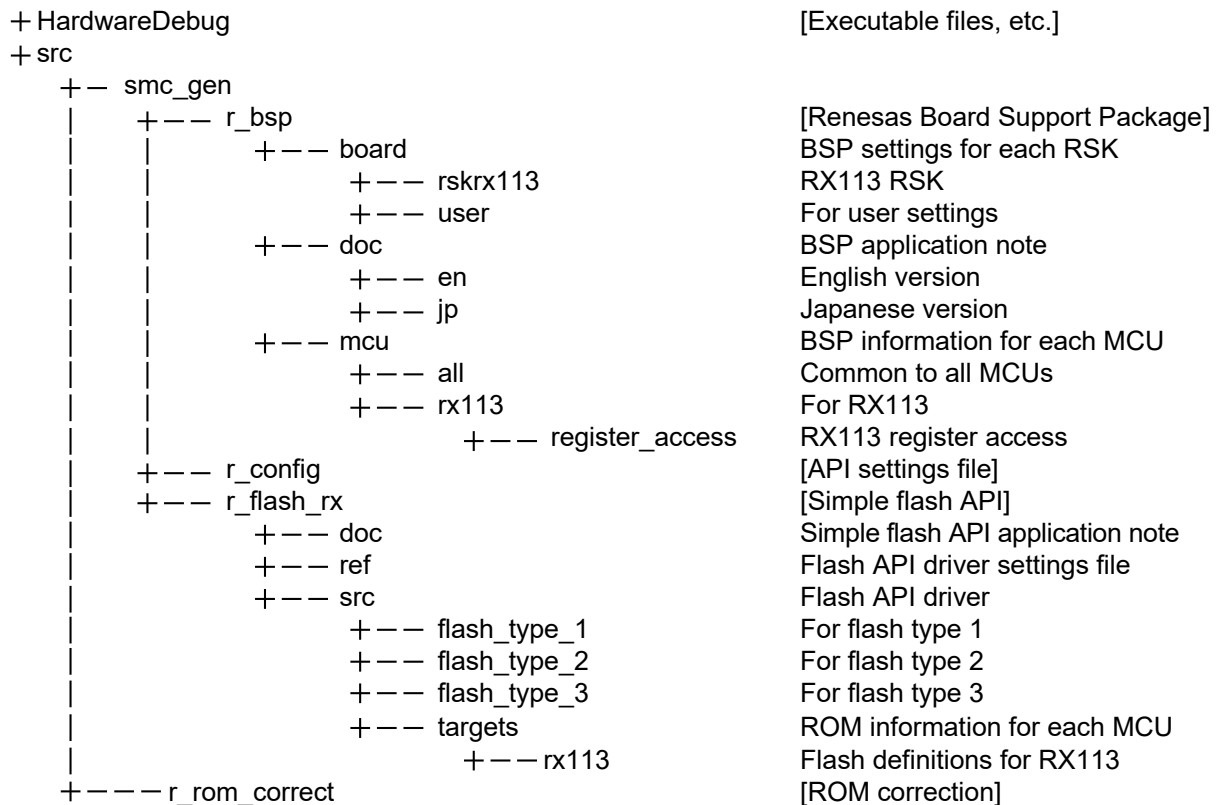 + HardwareDebug [Executable files, etc.]
+ src
+— smc_gen
+—— r_bsp [Renesas Board Support Package]
+—— board BSP settings for each RSK
+—— rskrx113 RX113 RSK
+—— user For user settings
+—— doc BSP application note
+—— en English version
+—— jp Japanese version
+—— mcu BSP information for each MCU
+—— all Common to all MCUs
+—— rx113 For RX113
+—— register_access RX113 register access
+—— r_config [API settings file]
+—— r_flash_rx [Simple flash API]
+—— doc Simple flash API application note
+—— ref Flash API driver settings file
+—— src Flash API driver
+—— flash_type_1 For flash type 1
+—— flash_type_2 For flash type 2
+—— flash_type_3 For flash type 3
+—— targets ROM information for each MCU
+——rx113 Flash definitions for RX113
+———r_rom_correct [ROM correction]